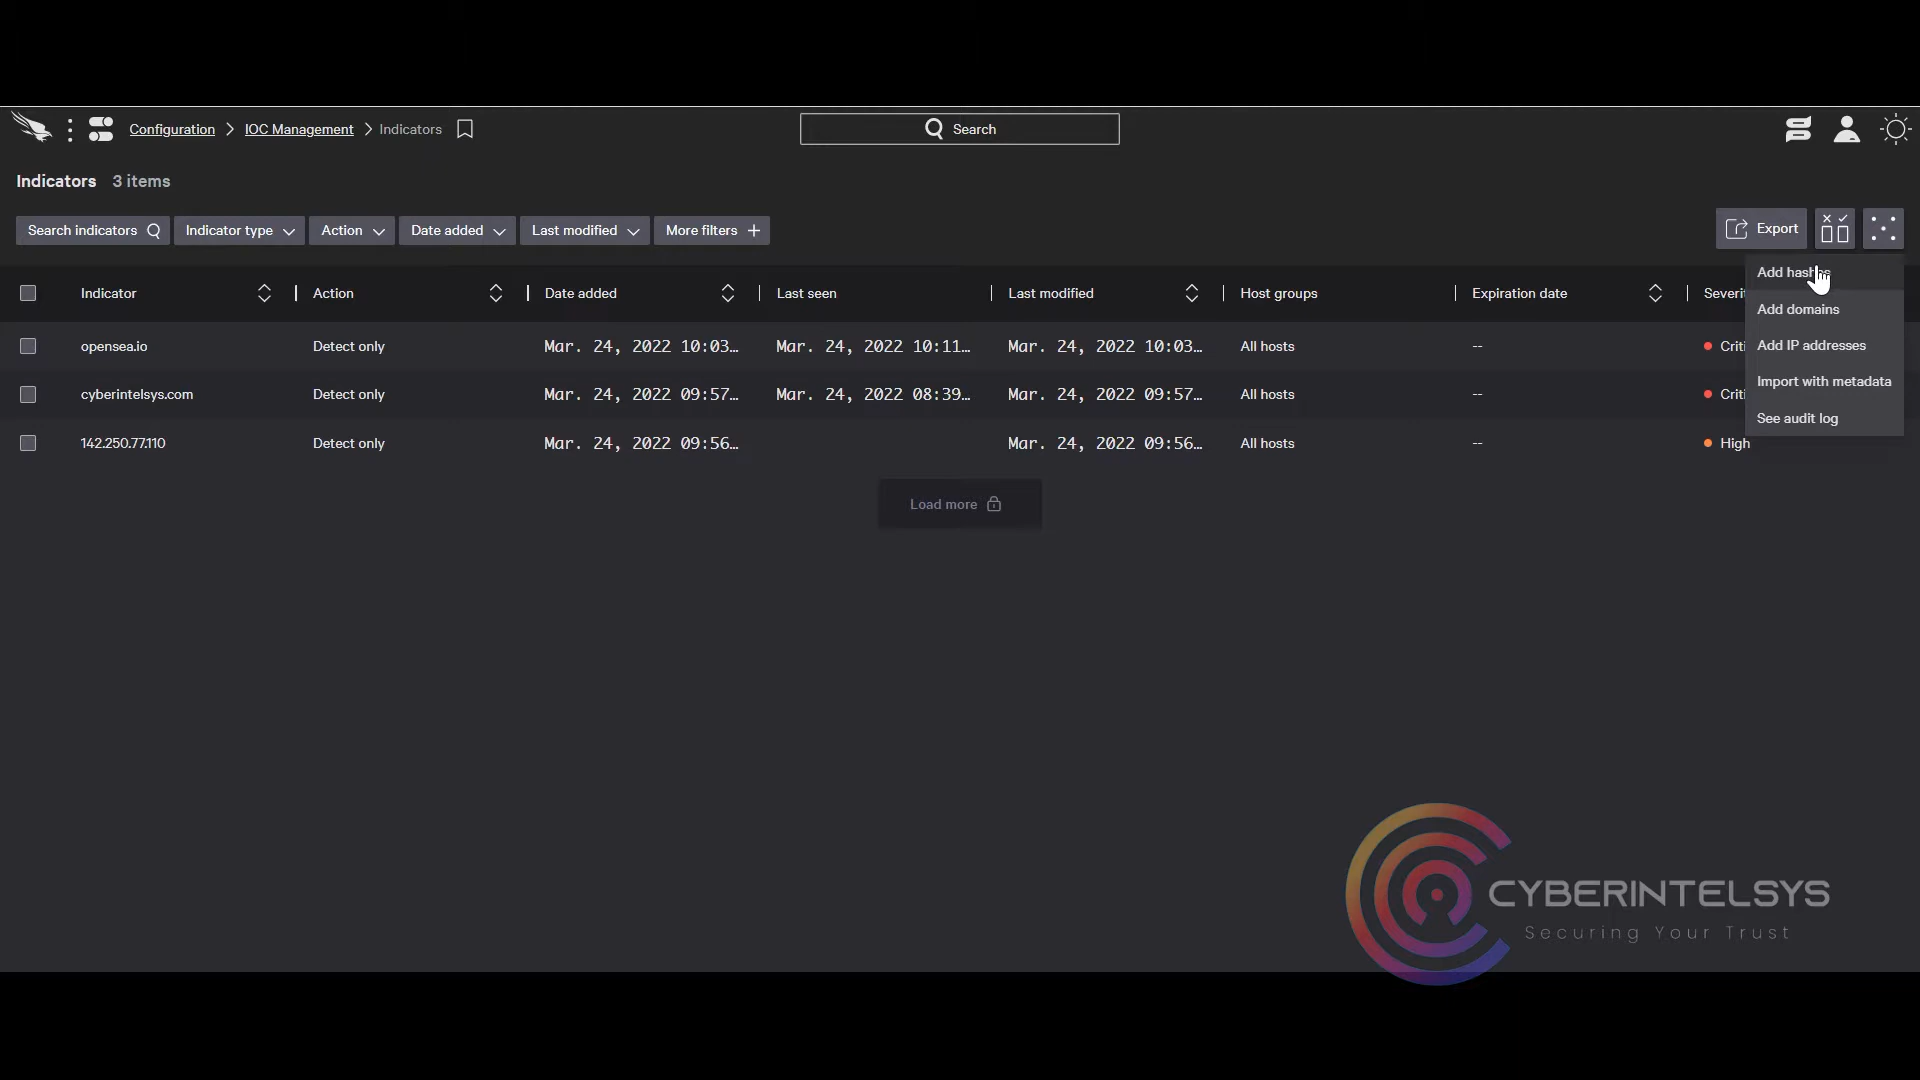 Configuration > IOC Management > Indicators
Search
Indicators 3 items
Search indicators Indicator type Action Date added Last modified More filters +
Export
Add hashes
Add domains
Add IP addresses
Import with metadata
See audit log
Indicator Action Date added Last seen Last modified Host groups Expiration date
opensea.io Detect only Mar. 24, 2022 10:03… Mar. 24, 2022 10:11… Mar. 24, 2022 10:03… All hosts --
cyberintelsys.com Detect only Mar. 24, 2022 09:57… Mar. 24, 2022 08:39… Mar. 24, 2022 09:57… All hosts --
142.250.77.110 Detect only Mar. 24, 2022 09:56… Mar. 24, 2022 09:56… All hosts -- High
Load more
CYBERINTELSYS
Securing Your Trust